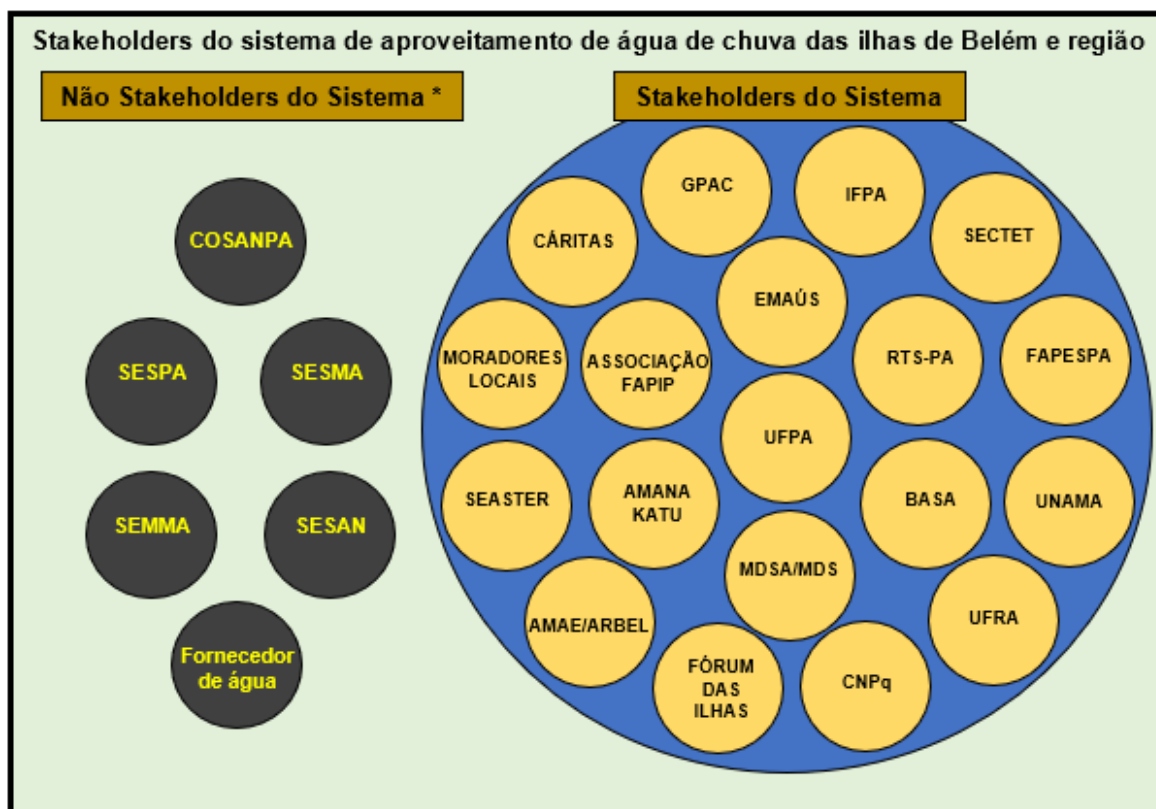 Stakeholders do sistema de aproveitamento de água de chuva das ilhas de Belém e região
Não Stakeholders do Sistema *
Stakeholders do Sistema
COSANPA
SESPA
SESMA
SEMMA
SESAN
Fornecedor
de água
GPAC
IFPA
CÁRITAS
SECTET
EMAÚS
MORADORES
LOCAIS
ASSOCIAÇÃO
FAPIP
RTS-PA
FAPESPA
UFPA
SEASTER
AMANA
KATU
BASA
UNAMA
MDSA/MDS
AMAE/ARBEL
UFRA
FÓRUM
DAS
ILHAS
CNPq